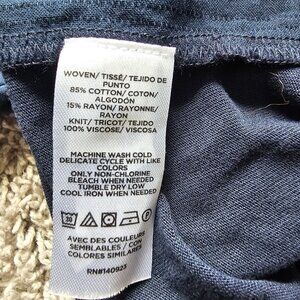 WOVEN/ TISSÉ/ TEJIDO DE
PUNTO
85% COTTON/ COTON/
ALGODÓN
15% RAYON/ RAYONNE/
RAYON
KNIT/ TRICOT/ TEJIDO
100% VISCOSE/ VISCOSA
MACHINE WASH COLD
DELICATE CYCLE WITH LIKE
COLORS
ONLY NON-CHLORINE
BLEACH WHEN NEEDED
TUMBLE DRY LOW
COOL IRON WHEN NEEDED
30
AVEC DES COULEURS
SEMBLABLES / CON
COLORES SIMILARES
RN#140923